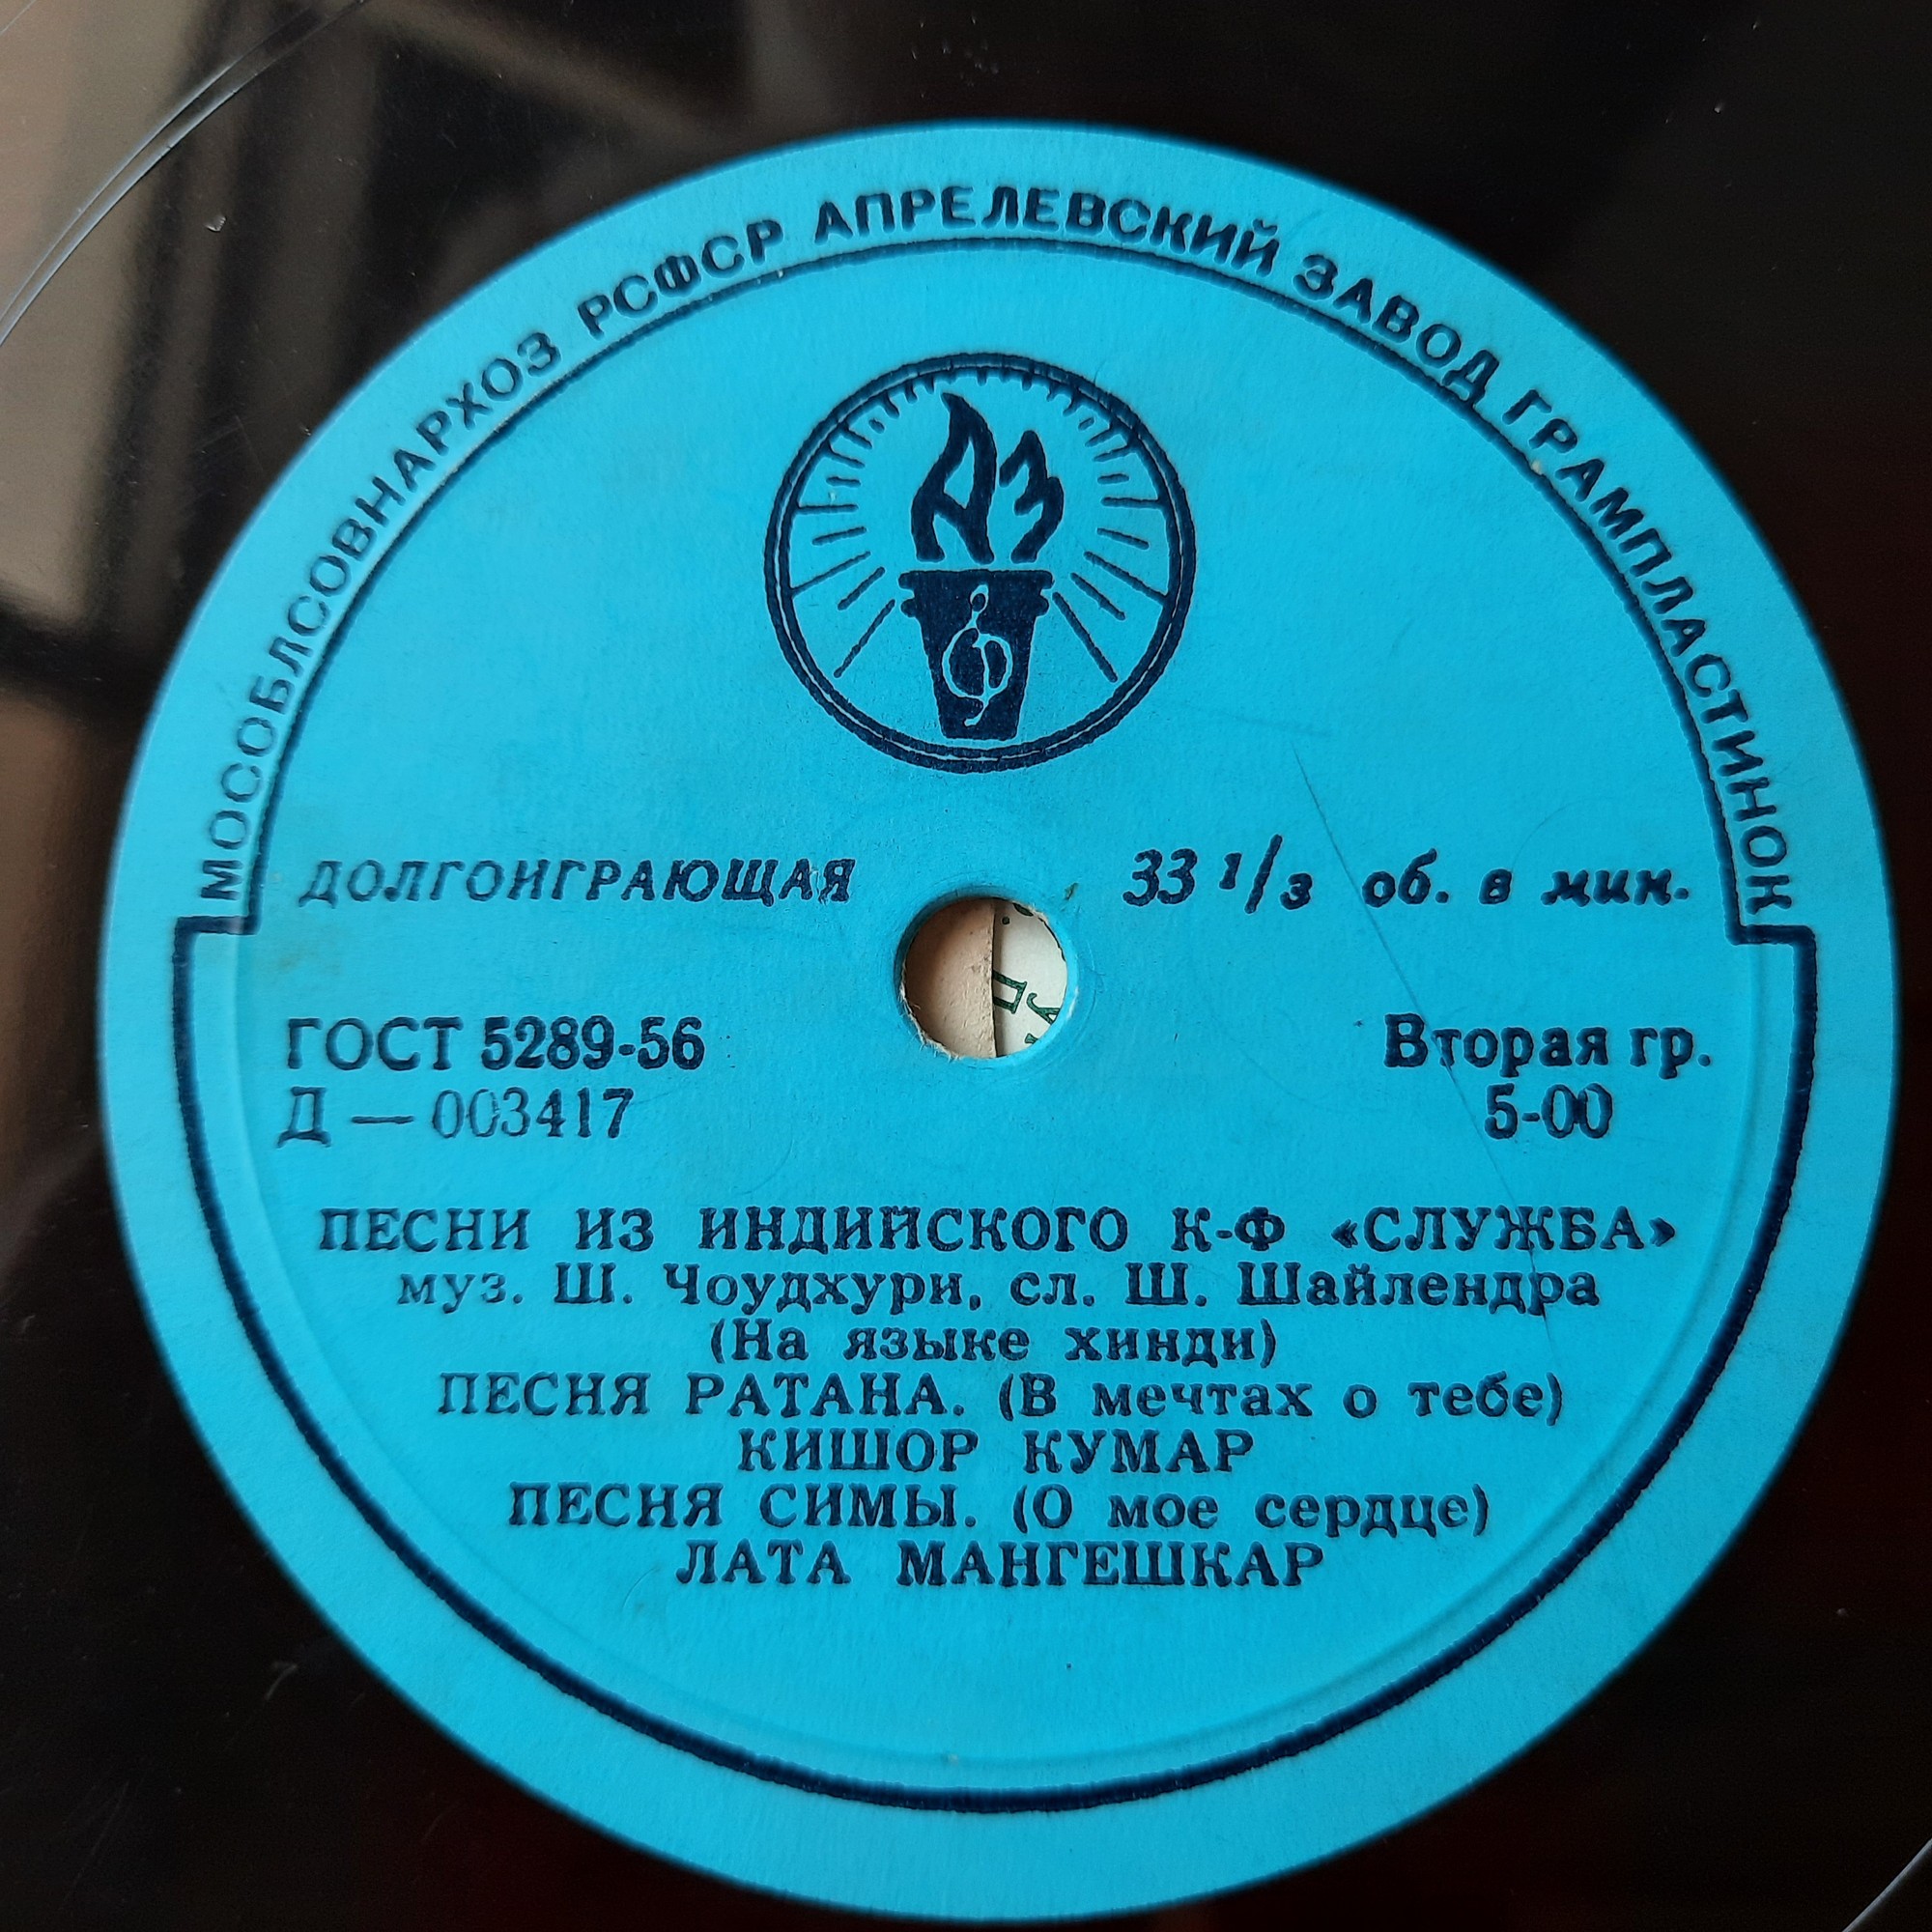 МОСОБЛСОВНАРХОЗ РСФСР АПРЕЛЕВСКИЙ ЗАВОД ГРАМПЛАСТИНОК
АЗ
ДОЛГОИГРАЮЩАЯ 33 1/3 об. в мин.
ГОСТ 5289-56 Вторая гр.
Д — 003417 5-00
ПЕСНИ ИЗ ИНДИЙСКОГО К-Ф «СЛУЖБА»
муз. Ш. Чоудхури, сл. Ш. Шайлендра
(На языке хинди)
ПЕСНЯ РАТАНА. (В мечтах о тебе)
КИШОР КУМАР
ПЕСНЯ СИМЫ. (О мое сердце)
ЛАТА МАНГЕШКАР